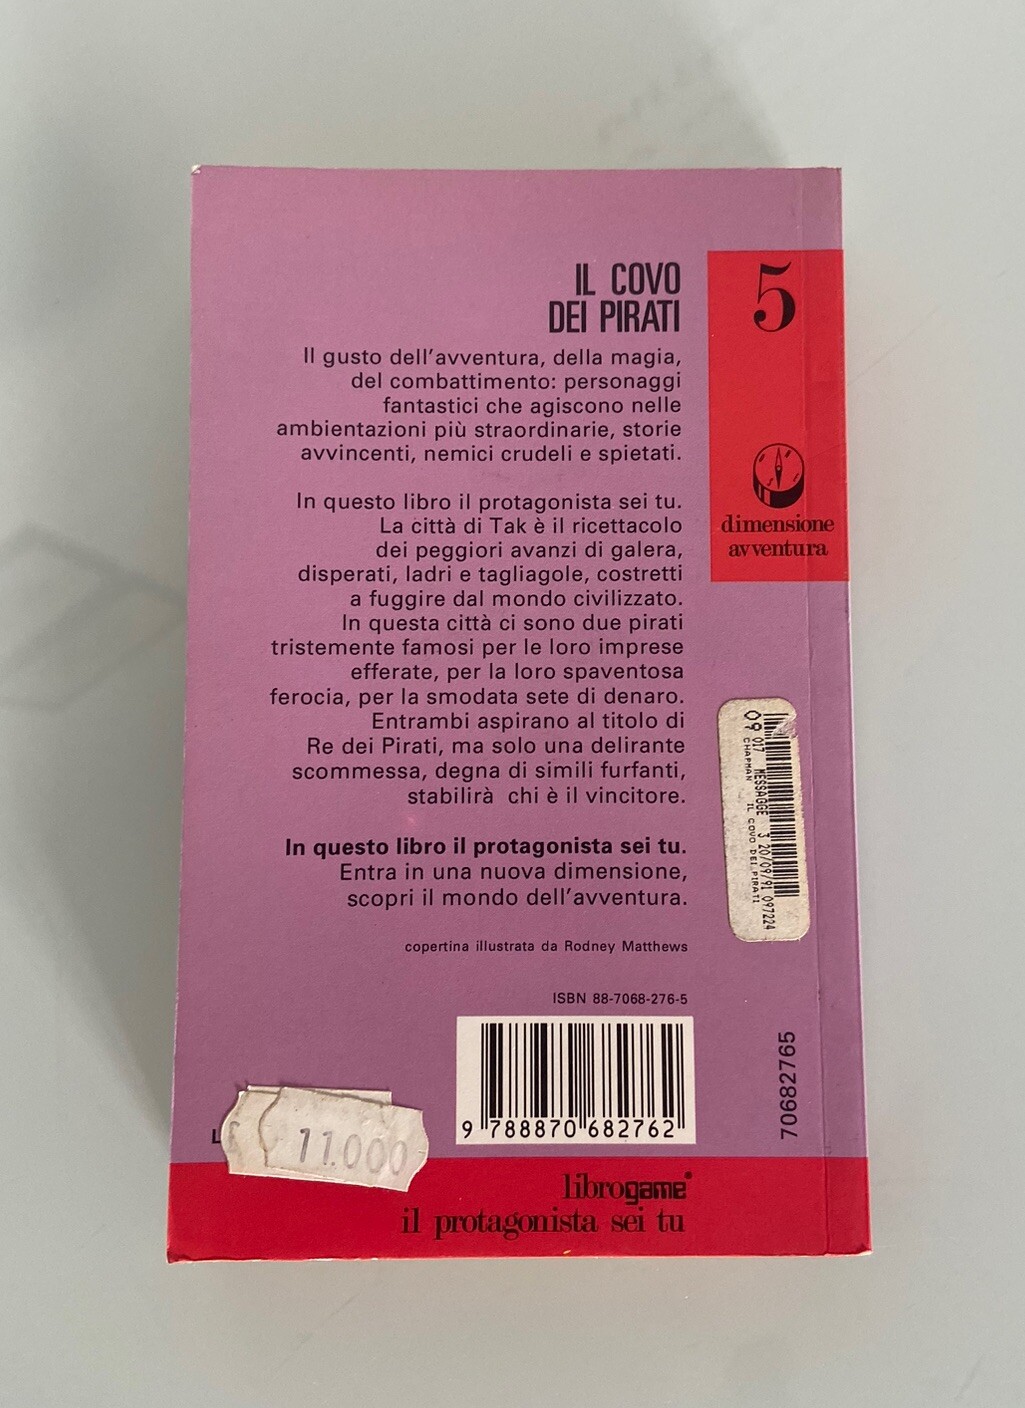 IL COVO
DEI PIRATI
Il gusto dell'avventura, della magia,
del combattimento: personaggi
fantastici che agiscono nelle
ambientazioni più straordinarie, storie
avvincenti, nemici crudeli e spietati.
In questo libro il protagonista sei tu.
La città di Tak è il ricettacolo
dei peggiori avanzi di galera,
disperati, ladri e tagliagole, costretti
a fuggire dal mondo civilizzato.
In questa città ci sono due pirati
tristemente famosi per le loro imprese
efferate, per la loro spaventosa
ferocia, per la smodata sete di denaro.
Entrambi aspirano al titolo di
Re dei Pirati, ma solo una delirante
scommessa, degna di simili furfanti,
stabilirà chi è il vincitore.
In questo libro il protagonista sei tu.
Entra in una nuova dimensione,
scopri il mondo dell'avventura.
copertina illustrata da Rodney Matthews
ISBN 88-7068-276-5
9 788870 682762
5
dimensione
avventura
09 017 MESSAGGE 3 20/09/91 097224
CHAPMAN IL COVO DEI PIRATI
70682765
L
11.000
librogame®
il protagonista sei tu